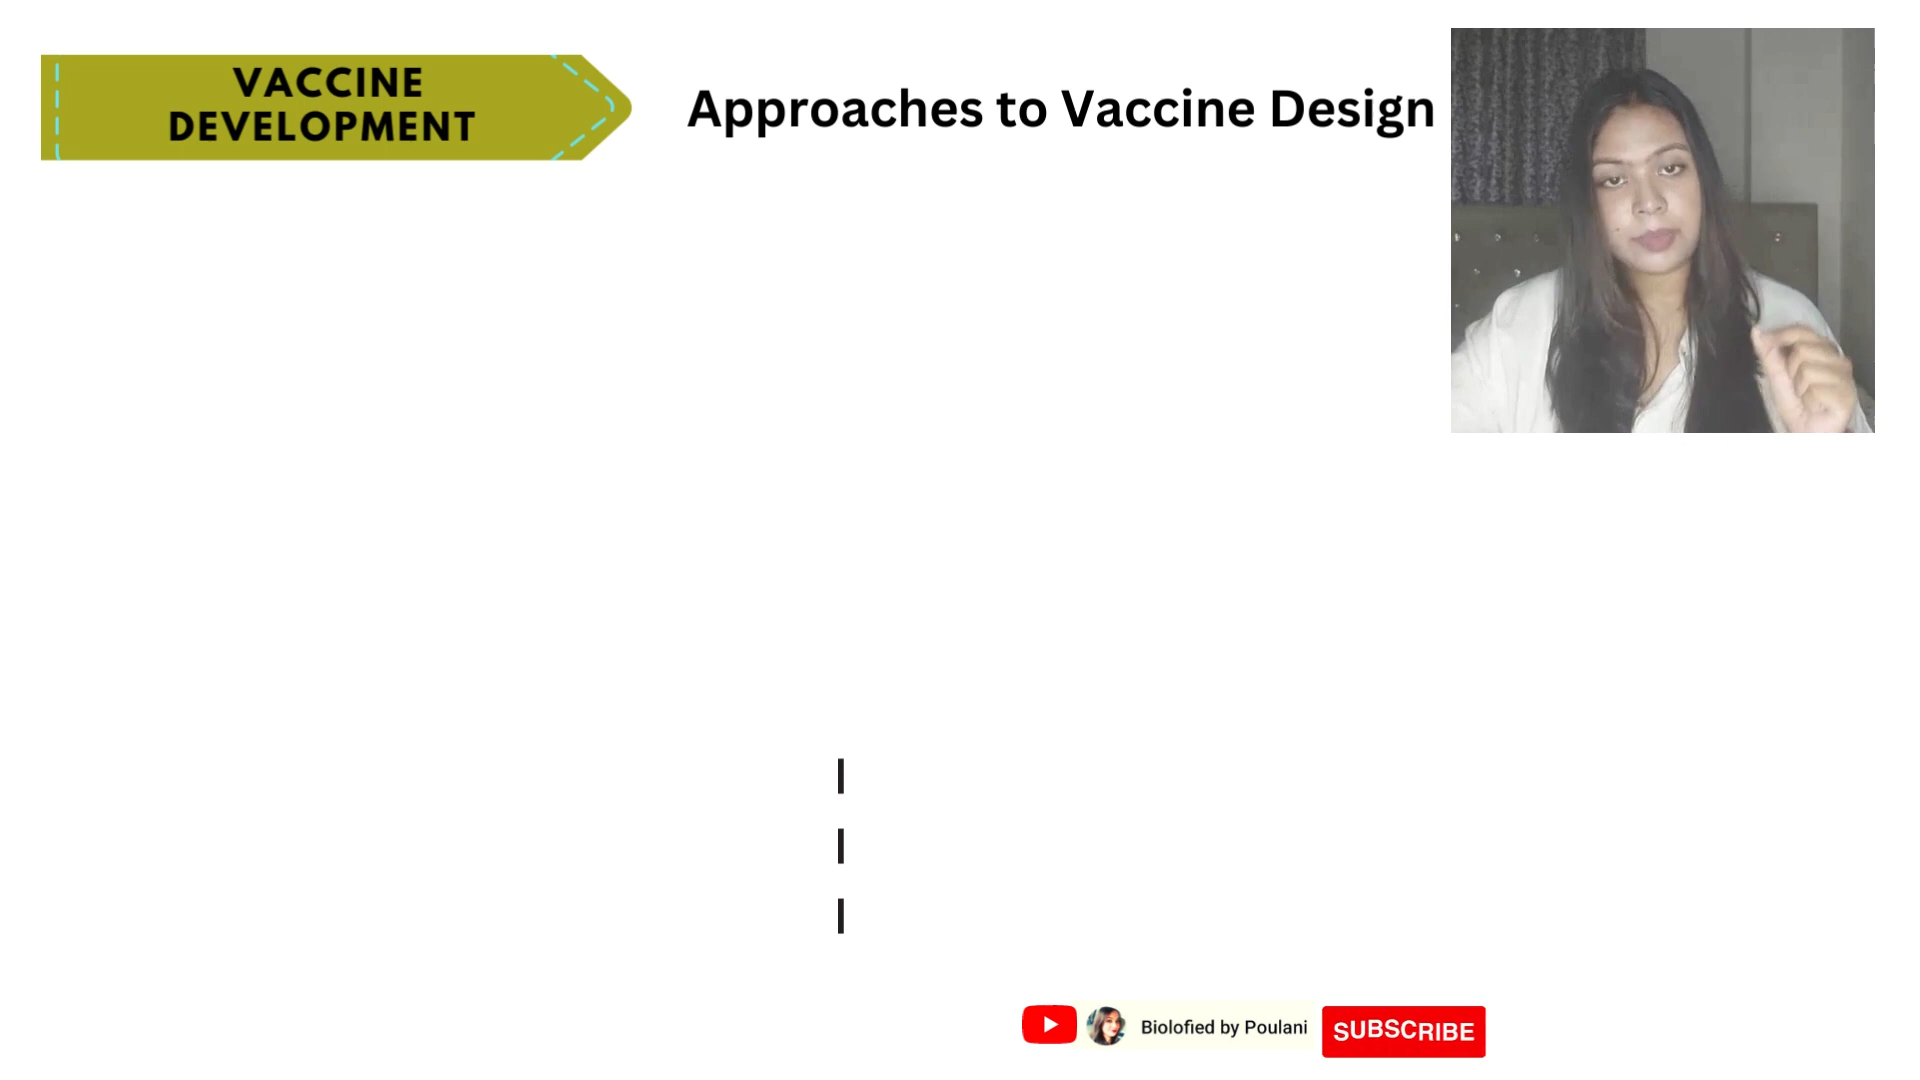 VACCINE
DEVELOPMENT
Approaches to Vaccine Design
Biolofied by Poulani
SUBSCRIBE